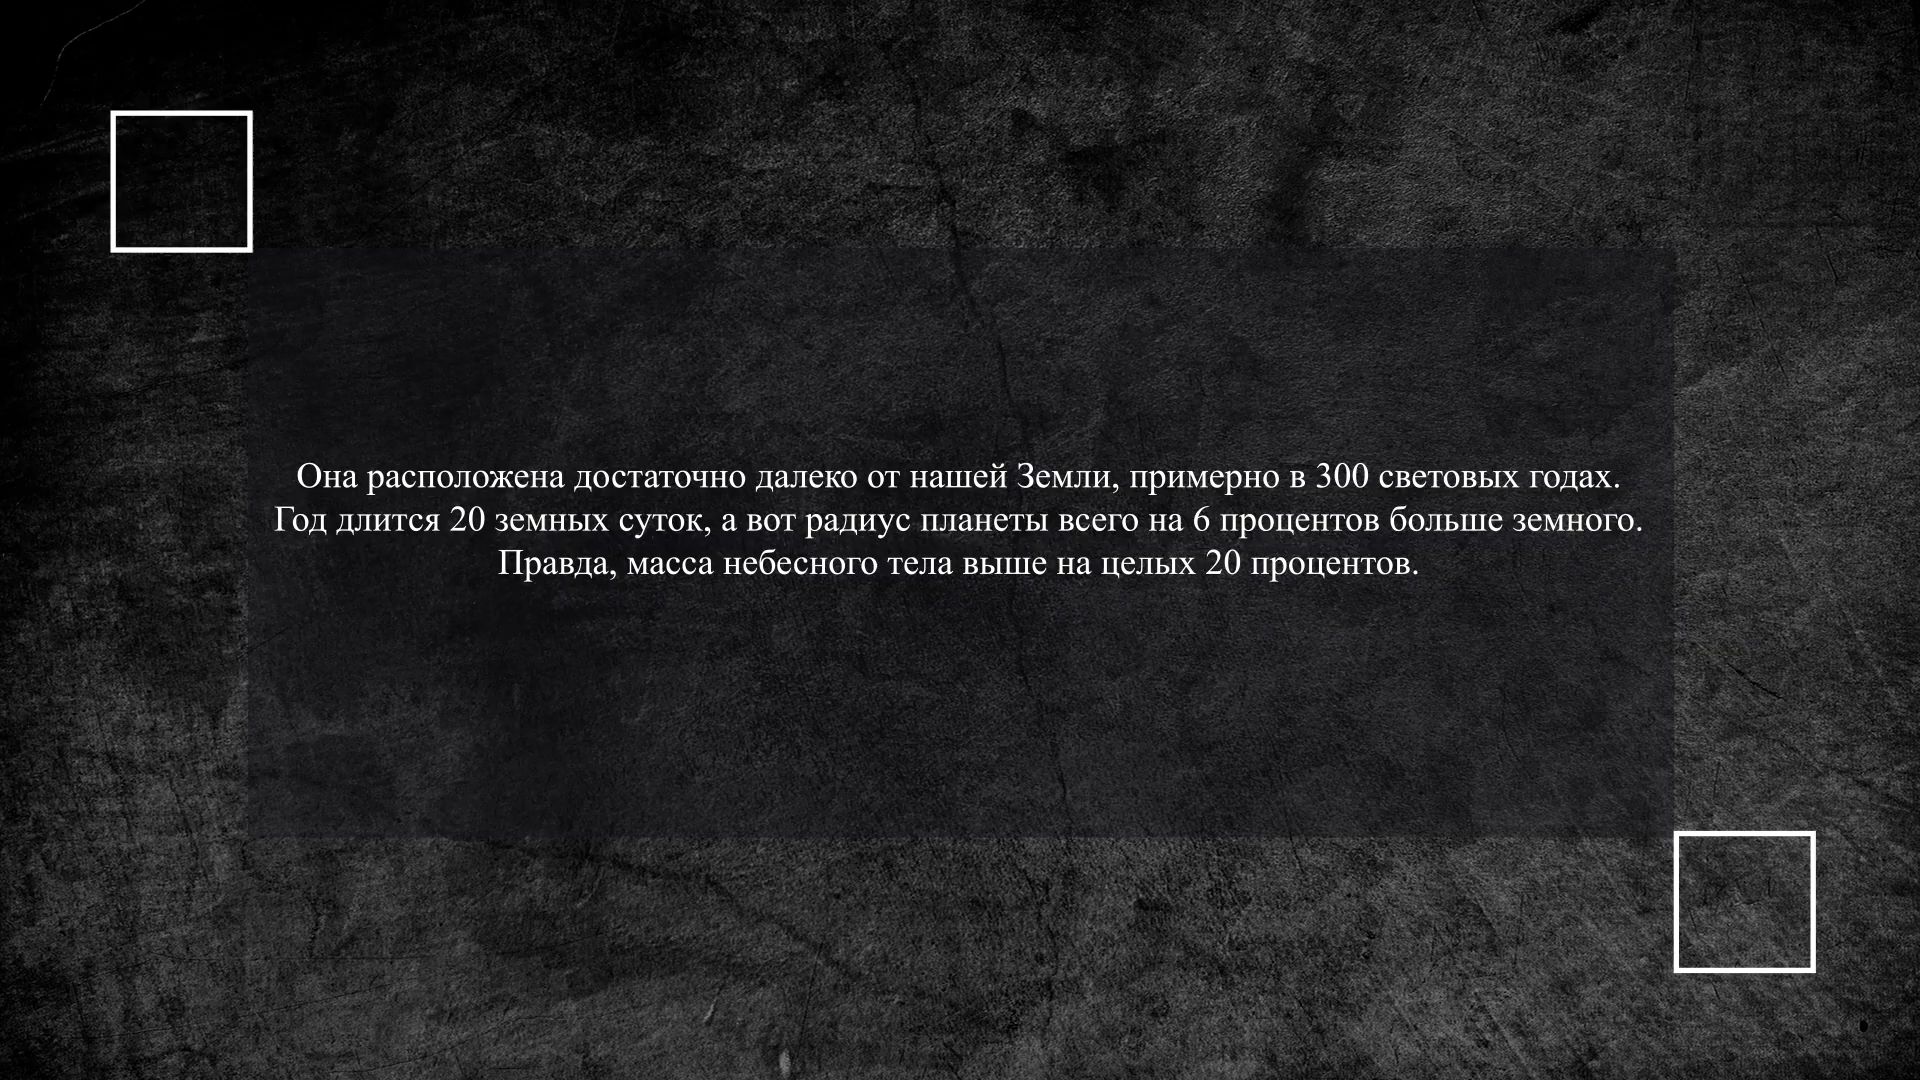 Она расположена достаточно далеко от нашей Земли, примерно в 300 световых годах.
Год длится 20 земных суток, а вот радиус планеты всего на 6 процентов больше земного.
Правда, масса небесного тела выше на целых 20 процентов.